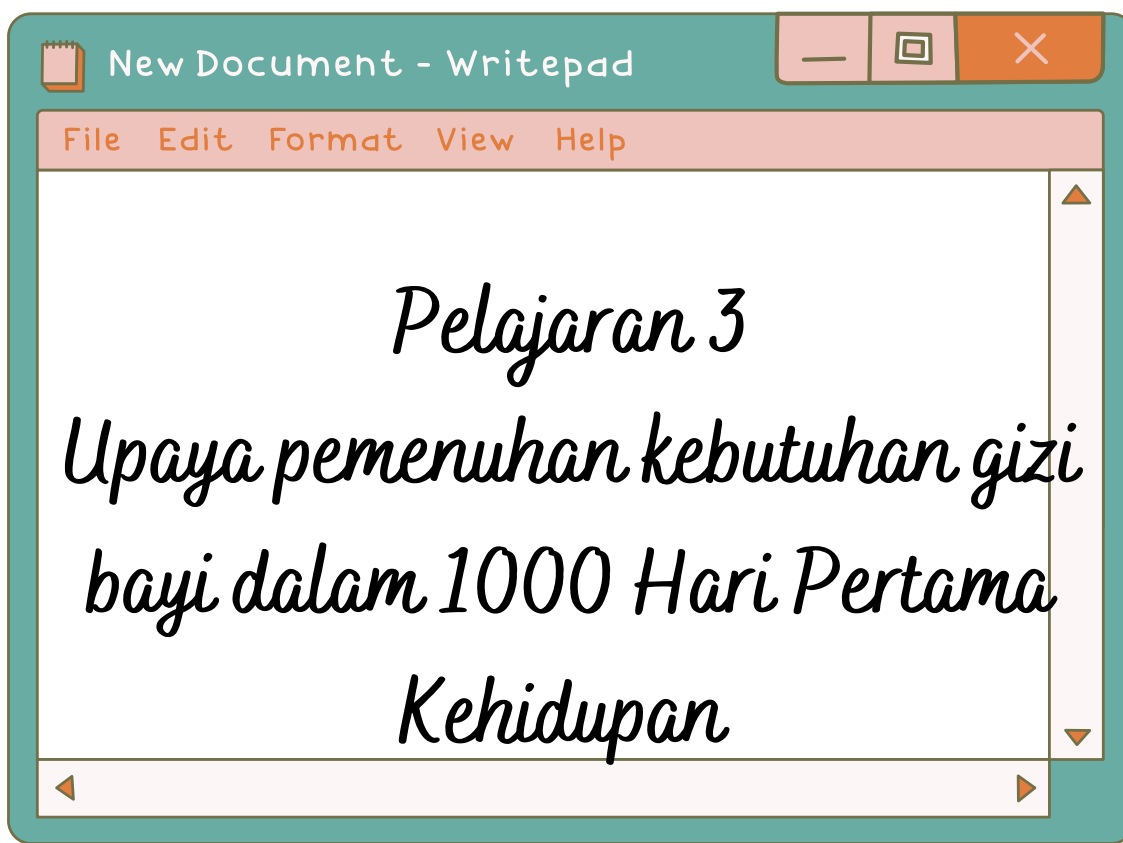 New Document - Writepad
File Edit Format View Help
Pelajaran 3
Upaya pemenuhan kebutuhan gizi
bayi dalam 1000 Hari Pertama
Kehidupan